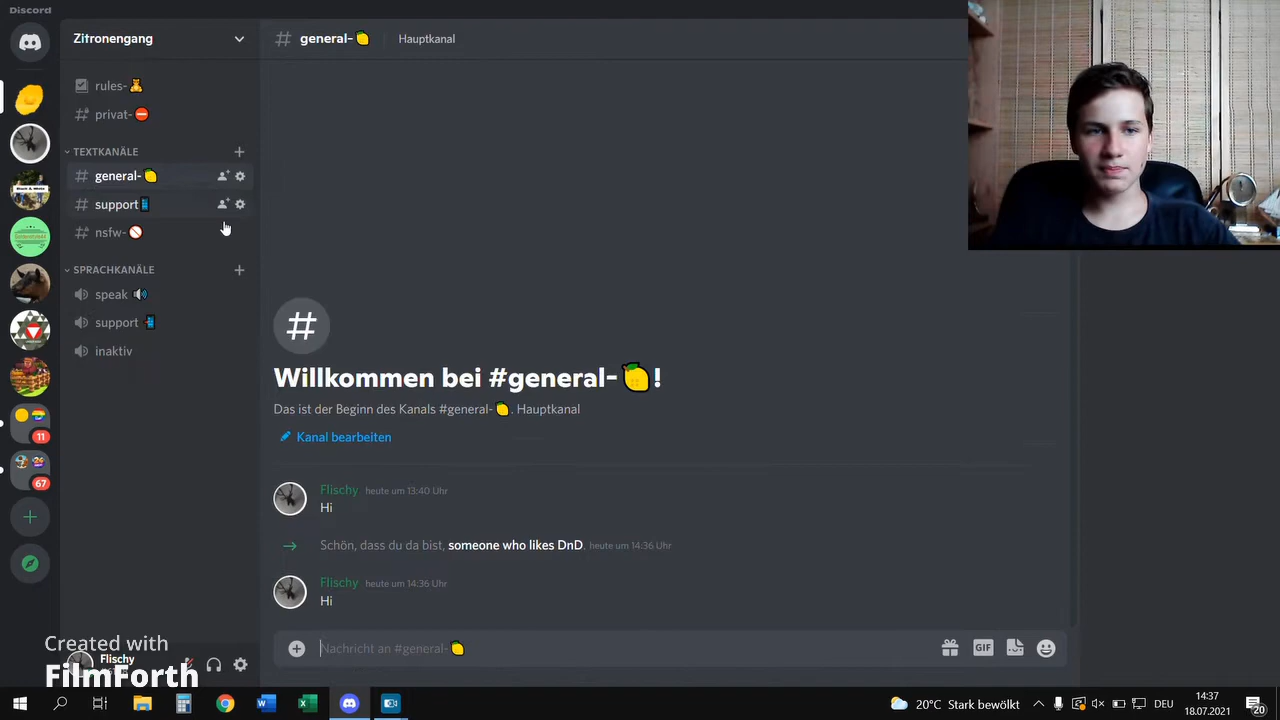 Discord
Zitronengang
general-
Hauptkanal
rules-
privat-
TEXTKANÄLE
general-
support
nsfw-
SPRACHKANÄLE
speak
support
inaktiv
Willkommen bei #general-🍋!
Das ist der Beginn des Kanals #general-🍋. Hauptkanal
Kanal bearbeiten
Flischy heute um 13:40 Uhr
Hi
Schön, dass du da bist, someone who likes DnD. heute um 14:36 Uhr
Flischy heute um 14:36 Uhr
Hi
11
67
Nachricht an #general-🍋
GIF
Flischy
Created with
FilmForth
20°C Stark bewölkt
DEU
14:37
18.07.2021
20